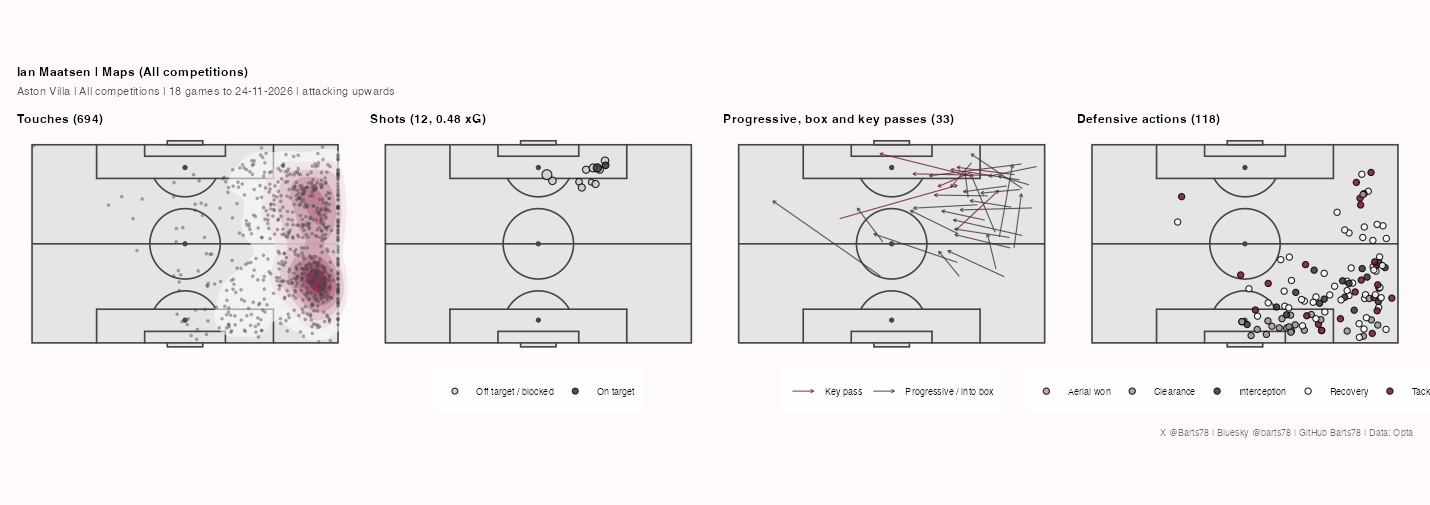 Ian Maatsen | Maps (All competitions)
Aston Villa | All competitions | 18 games to 24-11-2026 | attacking upwards
Touches (694)
Shots (12, 0.48 xG)
Progressive, box and key passes (33)
Defensive actions (118)
Off target / blocked
On target
Key pass
Progressive / into box
Aerial won
Clearance
Interception
Recovery
Tack
X @Barts78 | Bluesky @barts78 | GitHub Barts78 | Data: Opta